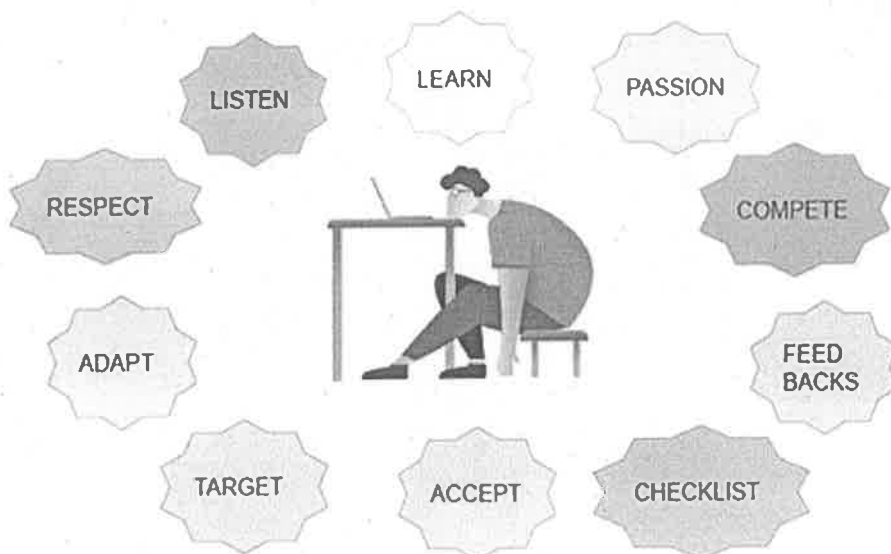 LISTEN
LEARN
PASSION
RESPECT
COMPETE
ADAPT
FEED
BACKS
TARGET
ACCEPT
CHECKLIST